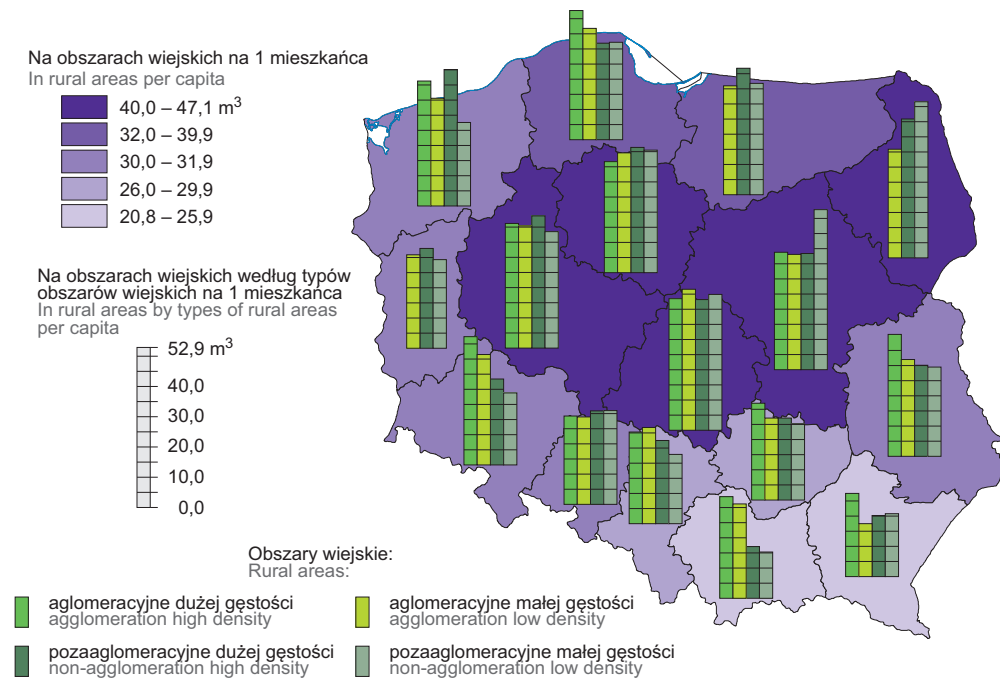 Na obszarach wiejskich na 1 mieszkańca
In rural areas per capita
40,0 – 47,1 m³
32,0 – 39,9
30,0 – 31,9
26,0 – 29,9
20,8 – 25,9
Na obszarach wiejskich według typów
obszarów wiejskich na 1 mieszkańca
In rural areas by types of rural areas
per capita
52,9 m³
40,0
30,0
20,0
10,0
0,0
Obszary wiejskie:
Rural areas:
aglomeracyjne dużej gęstości
agglomeration high density
aglomeracyjne małej gęstości
agglomeration low density
pozaaglomeracyjne dużej gęstości
non-agglomeration high density
pozaaglomeracyjne małej gęstości
non-agglomeration low density